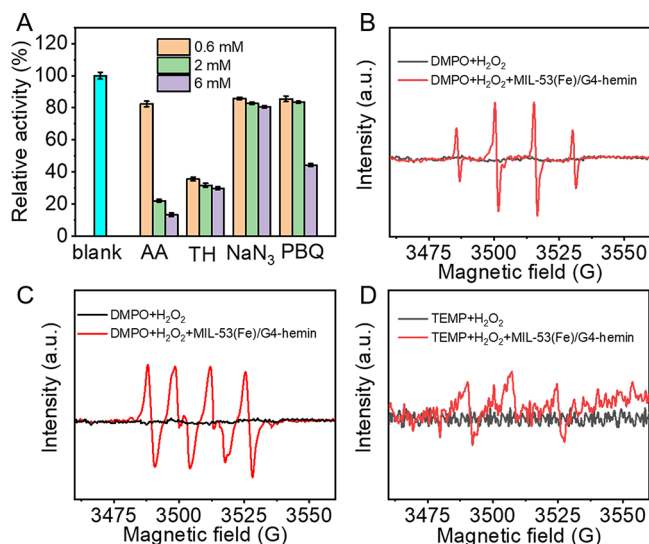 A
Relative activity (%)
120
100
80
60
40
20
0
0.6 mM
2 mM
6 mM
blank AA TH NaN₃ PBQ
B
Intensity (a.u.)
DMPO+H₂O₂
DMPO+H₂O₂+MIL-53(Fe)/G4-hemin
3475 3500 3525 3550
Magnetic field (G)
C
Intensity (a.u.)
DMPO+H₂O₂
DMPO+H₂O₂+MIL-53(Fe)/G4-hemin
3475 3500 3525 3550
Magnetic field (G)
D
Intensity (a.u.)
TEMP+H₂O₂
TEMP+H₂O₂+MIL-53(Fe)/G4-hemin
3475 3500 3525 3550
Magnetic field (G)